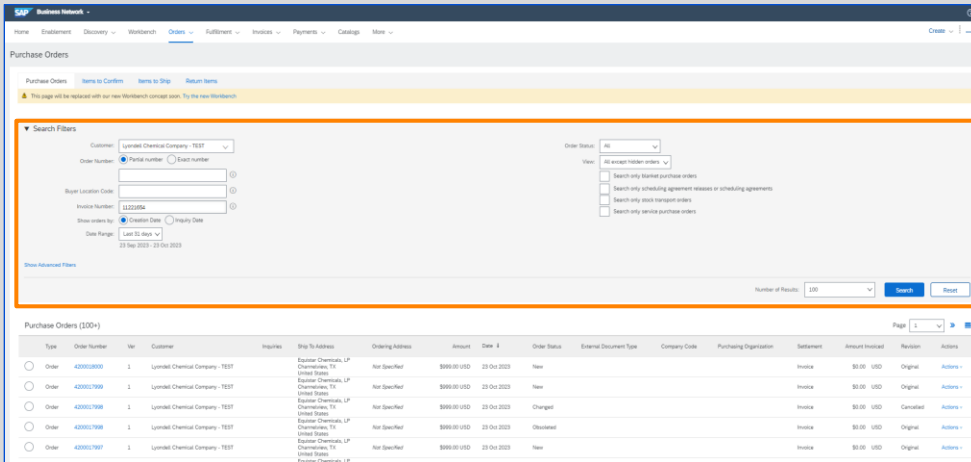 SAP Business Network
Home Enablement Discovery Workbench Orders Fulfillment Invoices Payments Catalogs More Create
Purchase Orders
Purchase Orders Items to Confirm Items to Ship Return Items
This page will be replaced with our new Workbench concept soon. Try the new Workbench
Search Filters
Customer: Lyondell Chemical Company - TEST
Order Number: Partial number Exact number
Buyer Location Code:
Invoice Number: 11221654
Show orders by: Creation Date Inquiry Date
Date Range: Last 31 days
23 Sep 2023 - 23 Oct 2023
Order Status: All
View: All except hidden orders
Search only blanket purchase orders
Search only scheduling agreement releases or scheduling agreements
Search only stock transport orders
Search only service purchase orders
Show Advanced Filters
Number of Results: 100 Search Reset
Purchase Orders (100+) Page 1
Type Order Number Ver Customer Inquiries Ship To Address Ordering Address Amount Date Order Status External Document Type Company Code Purchasing Organization Settlement Amount Invoiced Revision Actions
Order 4200018000 1 Lyondell Chemical Company - TEST Equistar Chemicals, LP Channelview, TX United States Not Specified $999.00 USD 23 Oct 2023 New Invoice $0.00 USD Original Actions
Order 4200017999 1 Lyondell Chemical Company - TEST Equistar Chemicals, LP Channelview, TX United States Not Specified $999.00 USD 23 Oct 2023 New Invoice $0.00 USD Original Actions
Order 4200017998 1 Lyondell Chemical Company - TEST Equistar Chemicals, LP Channelview, TX United States Not Specified $999.00 USD 23 Oct 2023 Changed Invoice $0.00 USD Cancelled Actions
Order 4200017998 1 Lyondell Chemical Company - TEST Equistar Chemicals, LP Channelview, TX United States Not Specified $999.00 USD 23 Oct 2023 Obsoleted Invoice $0.00 USD Original Actions
Order 4200017997 1 Lyondell Chemical Company - TEST Equistar Chemicals, LP Channelview, TX United States Not Specified $999.00 USD 23 Oct 2023 New Invoice $0.00 USD Original Actions
Equistar Chemicals, LP